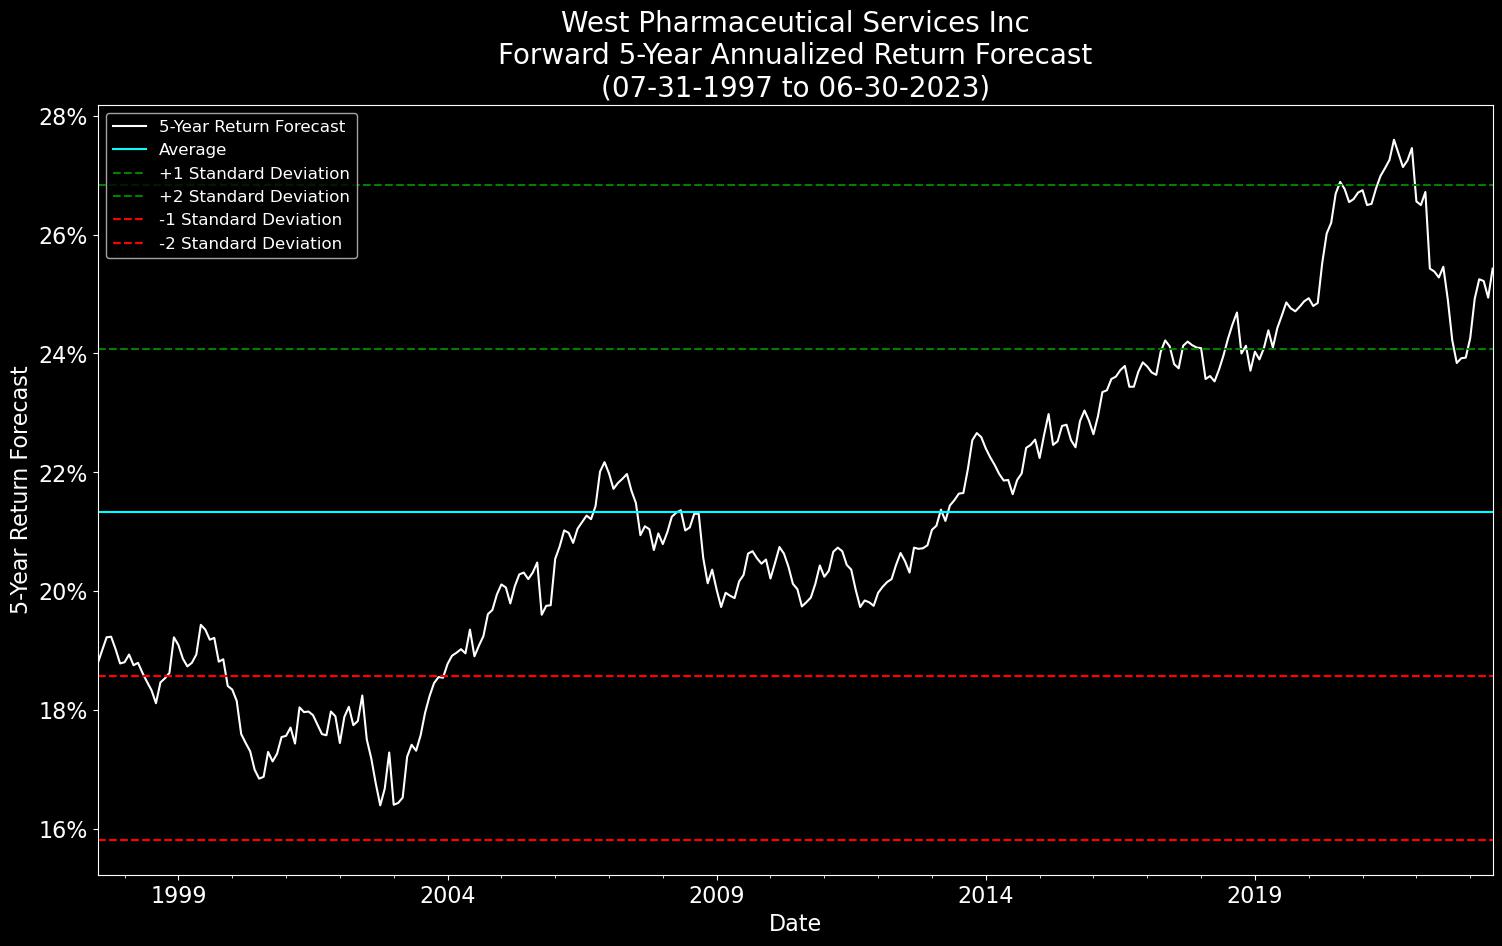 West Pharmaceutical Services Inc
Forward 5-Year Annualized Return Forecast
(07-31-1997 to 06-30-2023)
28%
26%
24%
22%
20%
18%
16%
5-Year Return Forecast
5-Year Return Forecast
Average
+1 Standard Deviation
+2 Standard Deviation
-1 Standard Deviation
-2 Standard Deviation
1999
2004
2009
2014
2019
Date